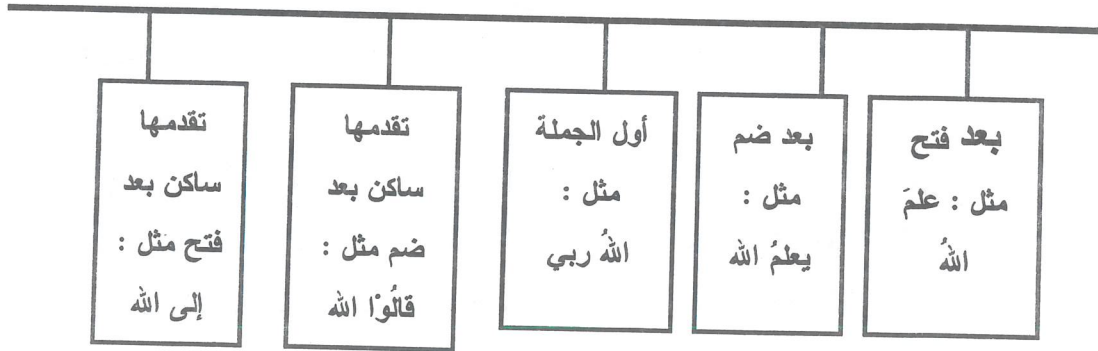 بعد فتح
مثل : علمَ
اللهُ
بعد ضم
مثل :
يعلمُ الله
أول الجملة
مثل :
اللهُ ربي
تقدمها
ساكن بعد
ضم مثل :
قالُوْا الله
تقدمها
ساكن بعد
فتح مثل :
إلى الله